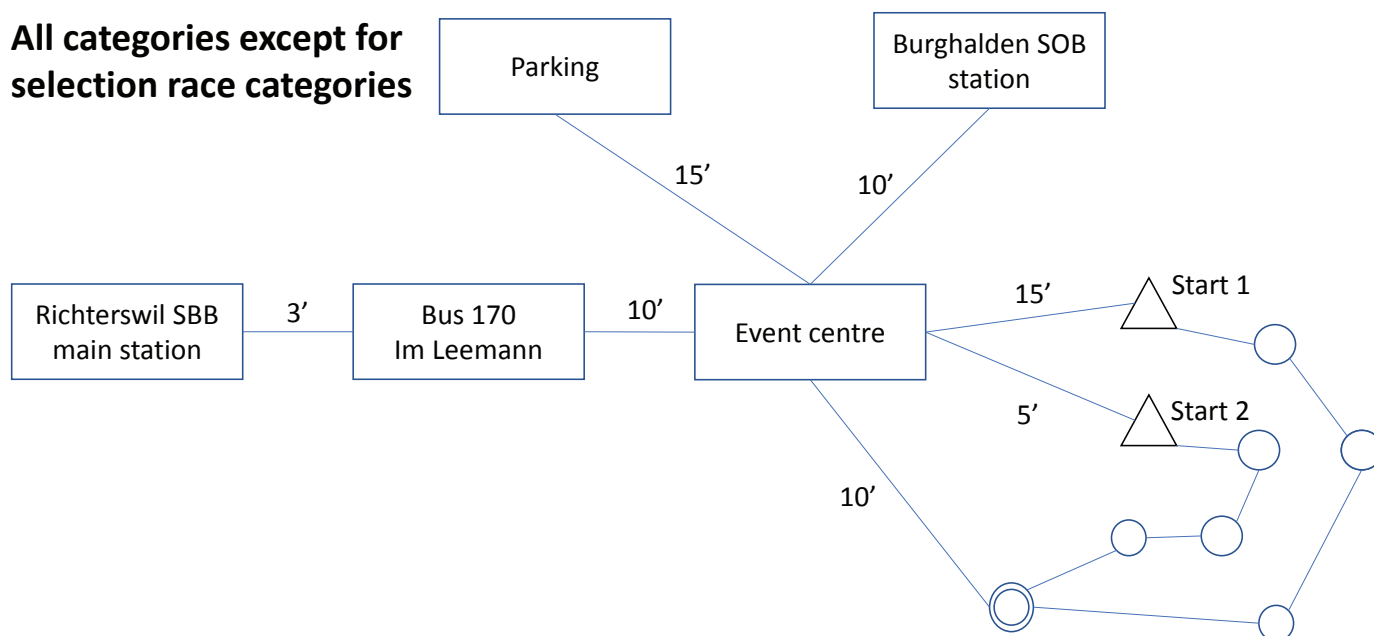 All categories except for
selection race categories
Parking
Burghalden SOB
station
15’
10’
Richterswil SBB
main station
3’
Bus 170
Im Leemann
10’
Event centre
15’
Start 1
5’
Start 2
10’